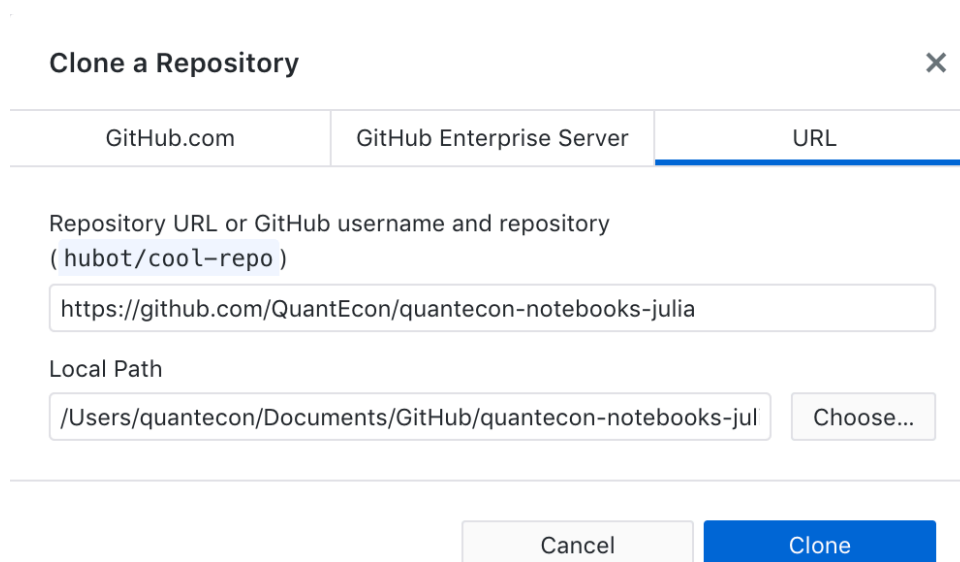 Clone a Repository
GitHub.com
GitHub Enterprise Server
URL
Repository URL or GitHub username and repository
(hubot/cool-repo)
https://github.com/QuantEcon/quantecon-notebooks-julia
Local Path
/Users/quantecon/Documents/GitHub/quantecon-notebooks-jul
Choose...
Cancel
Clone